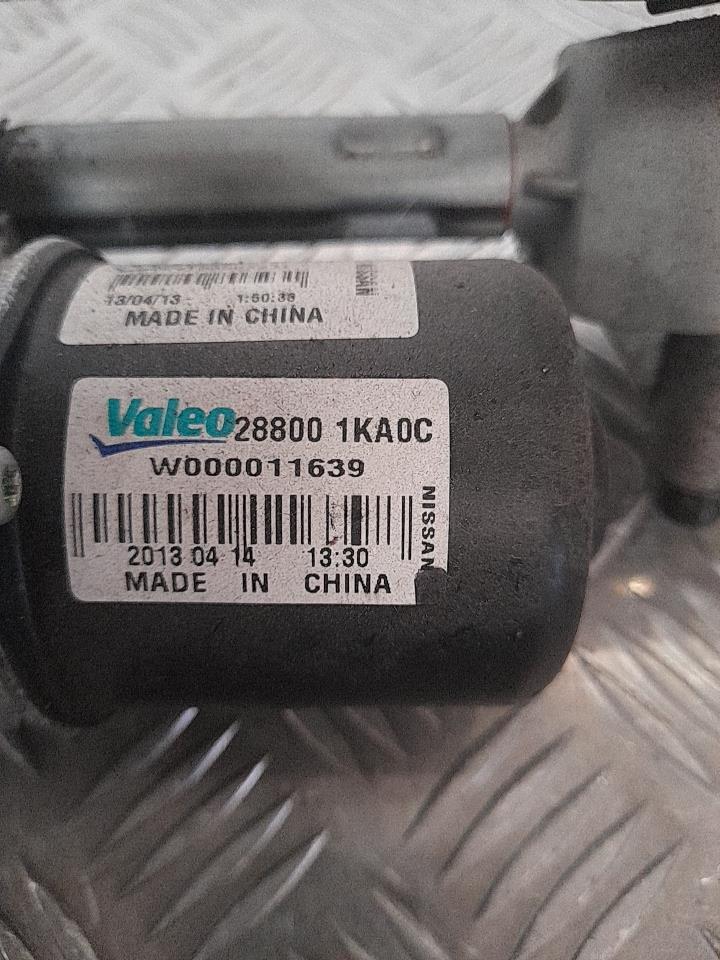 13/04/13 1:50:33
NISSAN
MADE IN CHINA
Valeo 28800 1KA0C
W000011639
NISSAN
2013 04 14 13:30
MADE IN CHINA